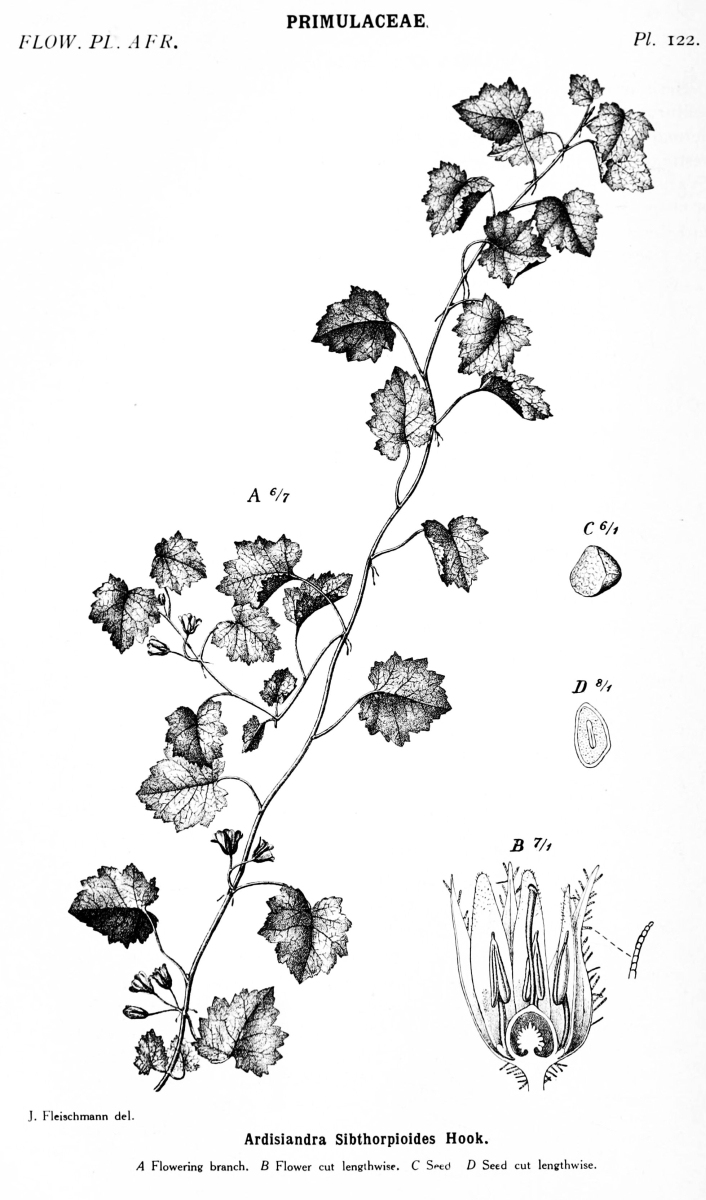 PRIMULACEAE.
FLOW. PL. AFR.
Pl. 122.
A 6/7
C 6/1
D 8/1
B 7/1
J. Fleischmann del.
Ardisiandra Sibthorpioides Hook.
A Flowering branch. B Flower cut lengthwise. C Seed D Seed cut lengthwise.